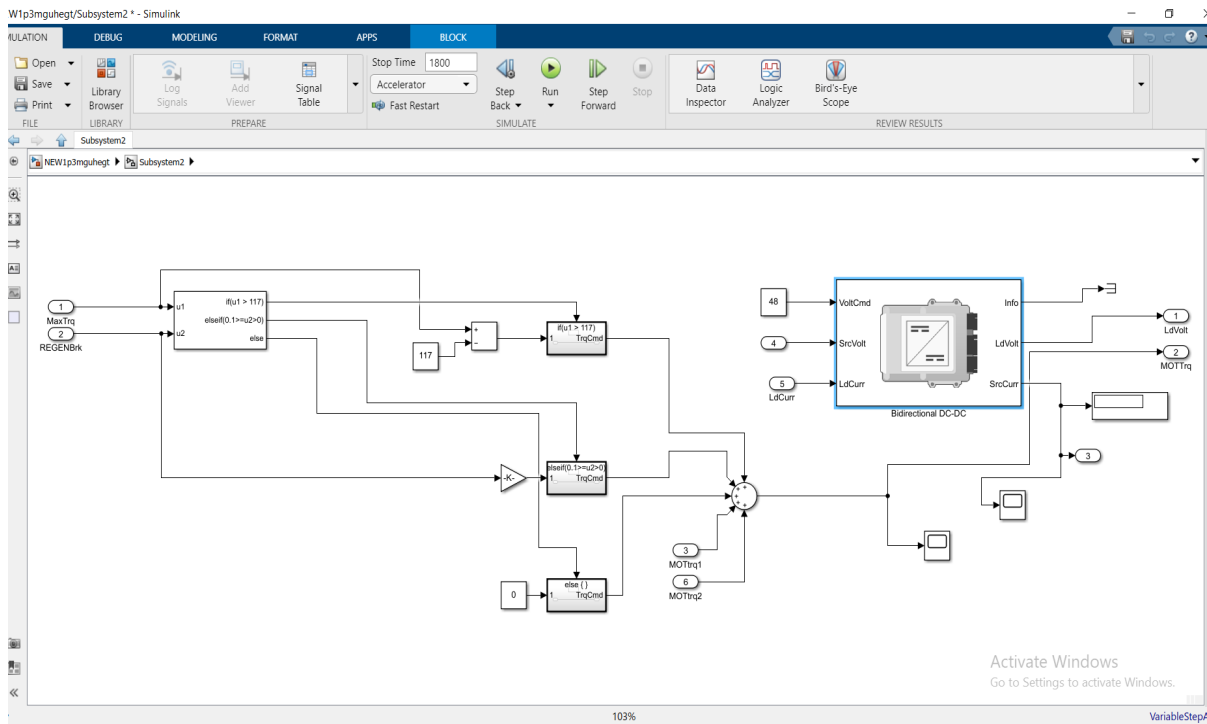 W1p3mguhegt/Subsystem2 * - Simulink
MULATION DEBUG MODELING FORMAT APPS BLOCK
Open
Save
Print
FILE
Library
Browser
LIBRARY
Log
Signals
Add
Viewer
Signal
Table
PREPARE
Stop Time 1800
Accelerator
Fast Restart
Step
Back
Run
Step
Forward
Stop
SIMULATE
Data
Inspector
Logic
Analyzer
Bird's-Eye
Scope
REVIEW RESULTS
Subsystem2
NEW1p3mguhegt Subsystem2
1
MaxTrq
2
REGENBrk
u1
u2
if(u1 > 117)
elseif(0.1>=u2>0)
else
117
+
−
if(u1 > 117)
1 TrqCmd
-K-
elseif(0.1>=u2>0)
1 TrqCmd
0
else { }
1 TrqCmd
3
MOTtrq1
6
MOTtrq2
+
+
+
+
+
48
4
5
LdCurr
VoltCmd
SrcVolt
LdCurr
Info
LdVolt
SrcCurr
Bidirectional DC-DC
1
LdVolt
2
MOTTrq
3
Activate Windows
Go to Settings to activate Windows.
103%
VariableStepA